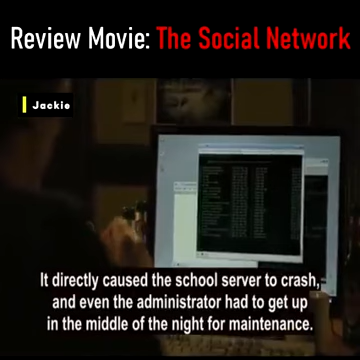 Review Movie: The Social Network
Jackie
It directly caused the school server to crash,
and even the administrator had to get up
in the middle of the night for maintenance.